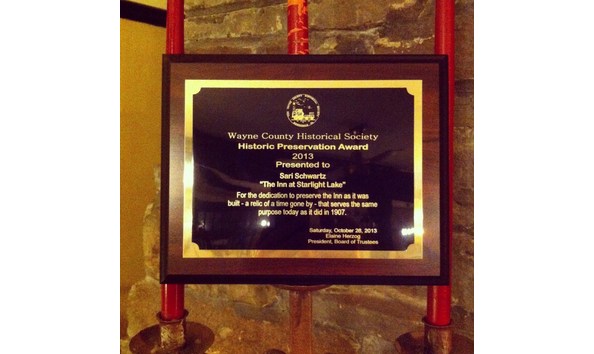 Wayne County Historical Society
Historic Preservation Award
2013
Presented to
Sari Schwartz
"The Inn at Starlight Lake"
For the dedication to preserve the Inn as it was
built - a relic of a time gone by - that serves the same
purpose today as it did in 1907.
Saturday, October 26, 2013
Elaine Herzog
President, Board of Trustees